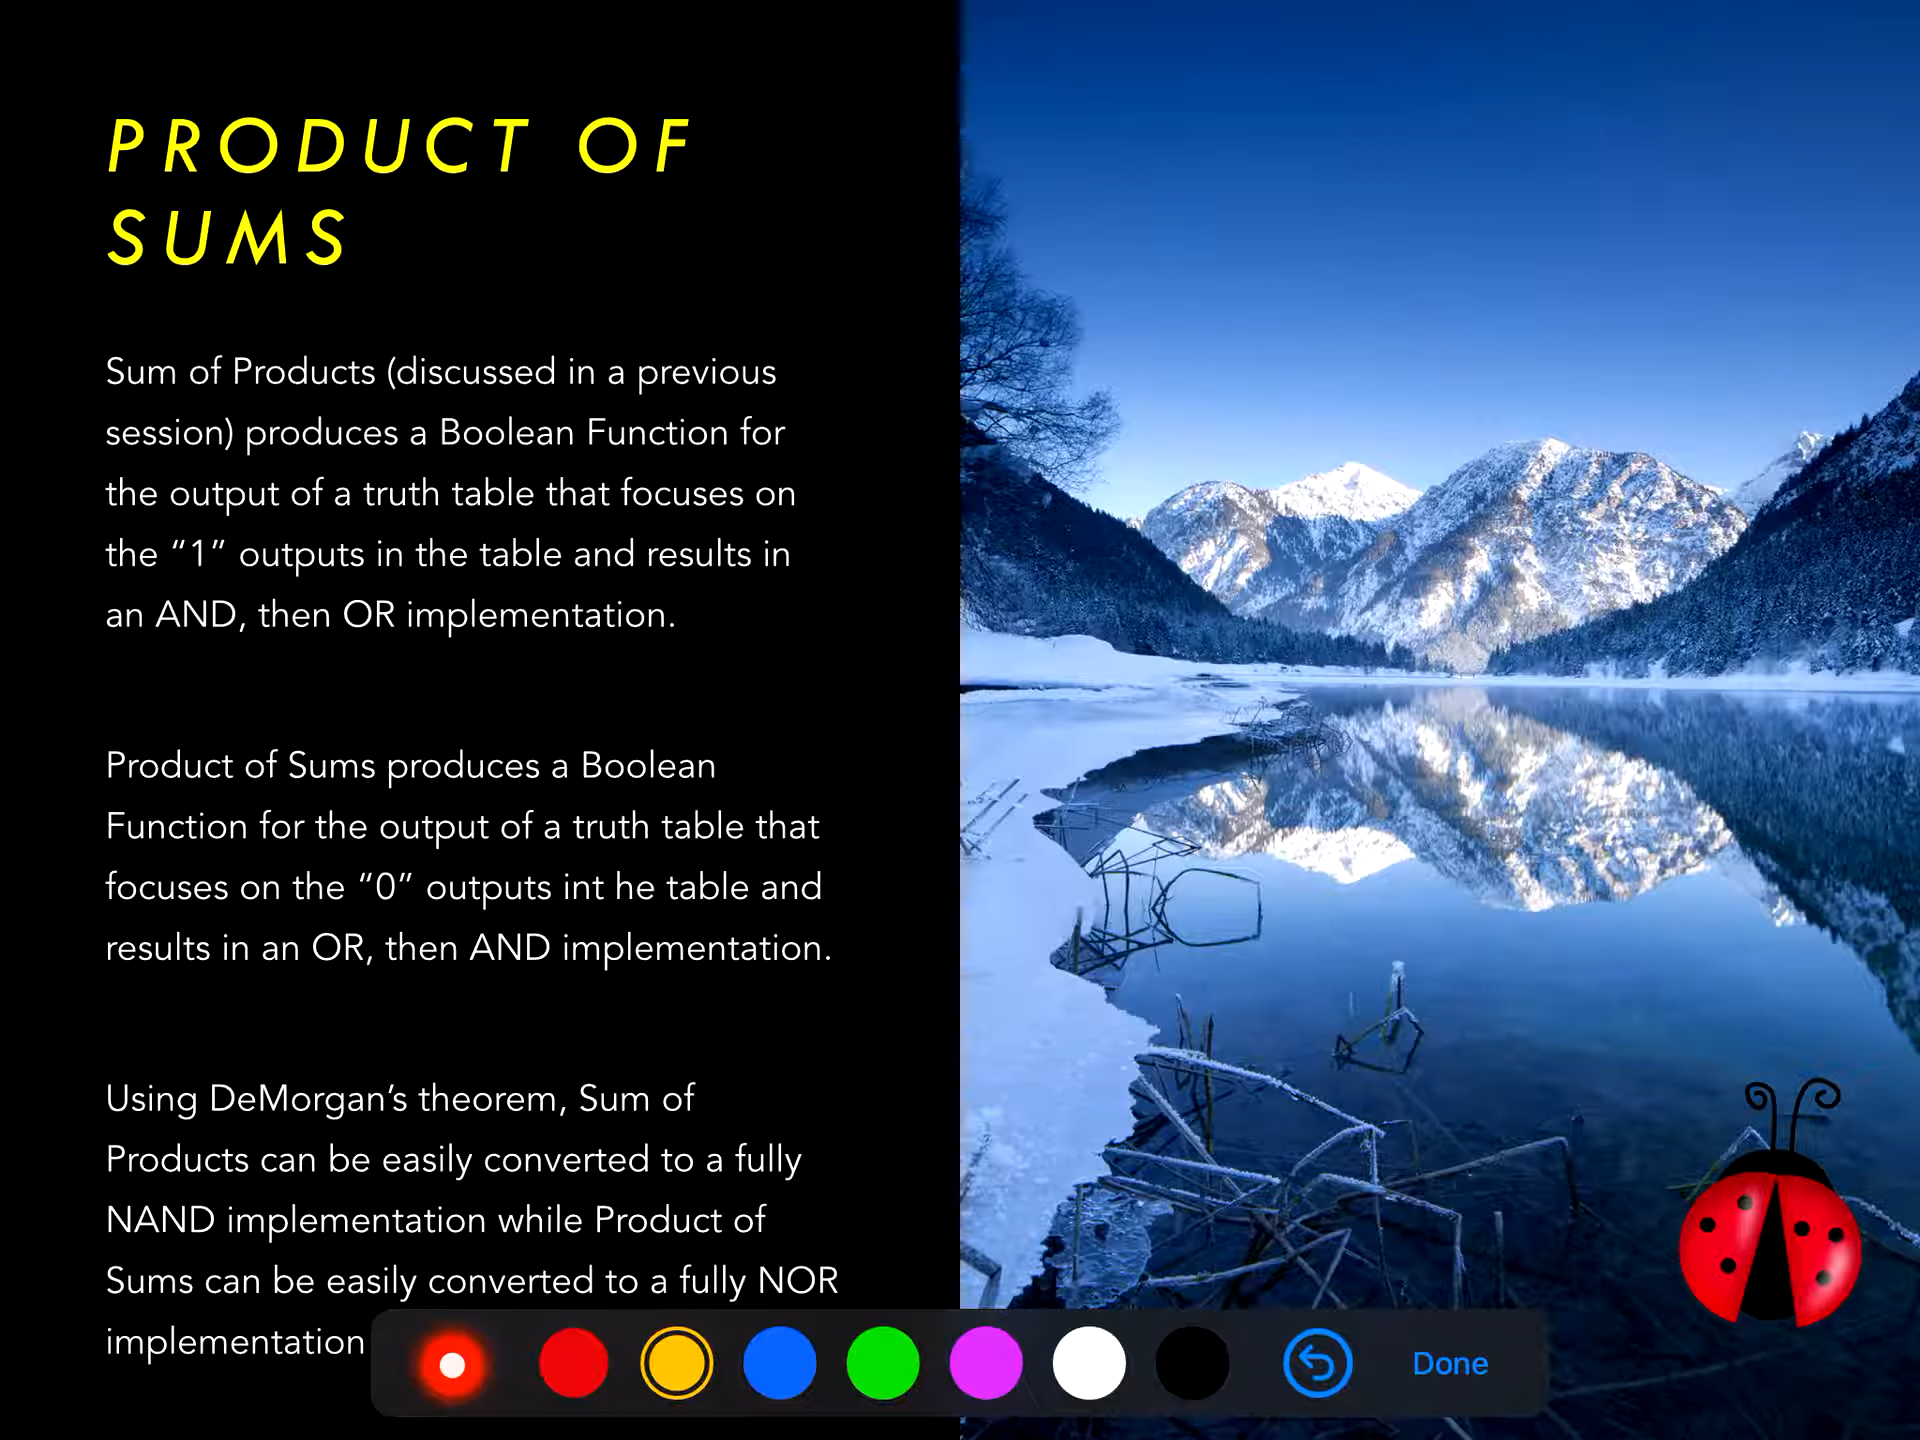 PRODUCT OF
SUMS
Sum of Products (discussed in a previous
session) produces a Boolean Function for
the output of a truth table that focuses on
the “1” outputs in the table and results in
an AND, then OR implementation.
Product of Sums produces a Boolean
Function for the output of a truth table that
focuses on the “0” outputs int he table and
results in an OR, then AND implementation.
Using DeMorgan’s theorem, Sum of
Products can be easily converted to a fully
NAND implementation while Product of
Sums can be easily converted to a fully NOR
implementation
Done